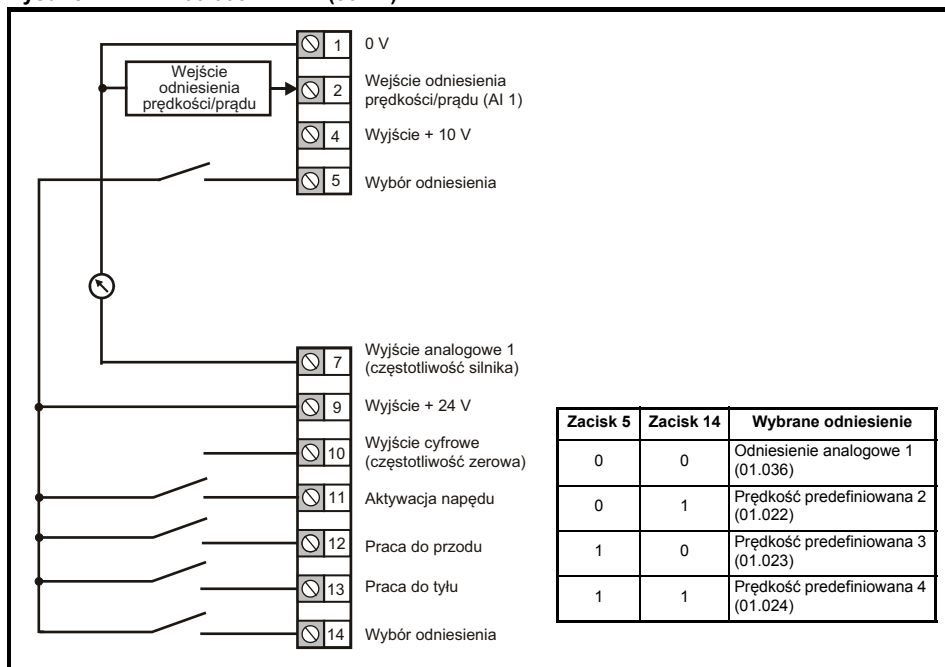 1 0 V
Wejście
odniesienia
prędkości/prądu
2 Wejście odniesienia
prędkości/prądu (AI 1)
4 Wyjście + 10 V
5 Wybór odniesienia
7 Wyjście analogowe 1
(częstotliwość silnika)
9 Wyjście + 24 V
10 Wyjście cyfrowe
(częstotliwość zerowa)
11 Aktywacja napędu
12 Praca do przodu
13 Praca do tyłu
14 Wybór odniesienia
Zacisk 5 Zacisk 14 Wybrane odniesienie
0 0 Odniesienie analogowe 1
(01.036)
0 1 Prędkość predefiniowana 2
(01.022)
1 0 Prędkość predefiniowana 3
(01.023)
1 1 Prędkość predefiniowana 4
(01.024)